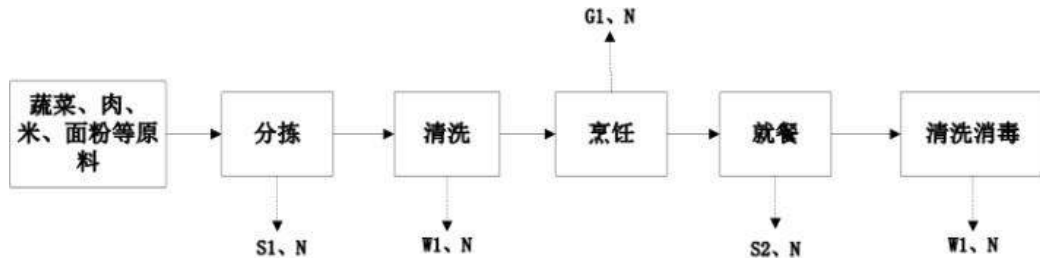 G1、N
蔬菜、肉、
米、面粉等原
料
分拣
清洗
烹饪
就餐
清洗消毒
S1、N
W1、N
S2、N
W1、N